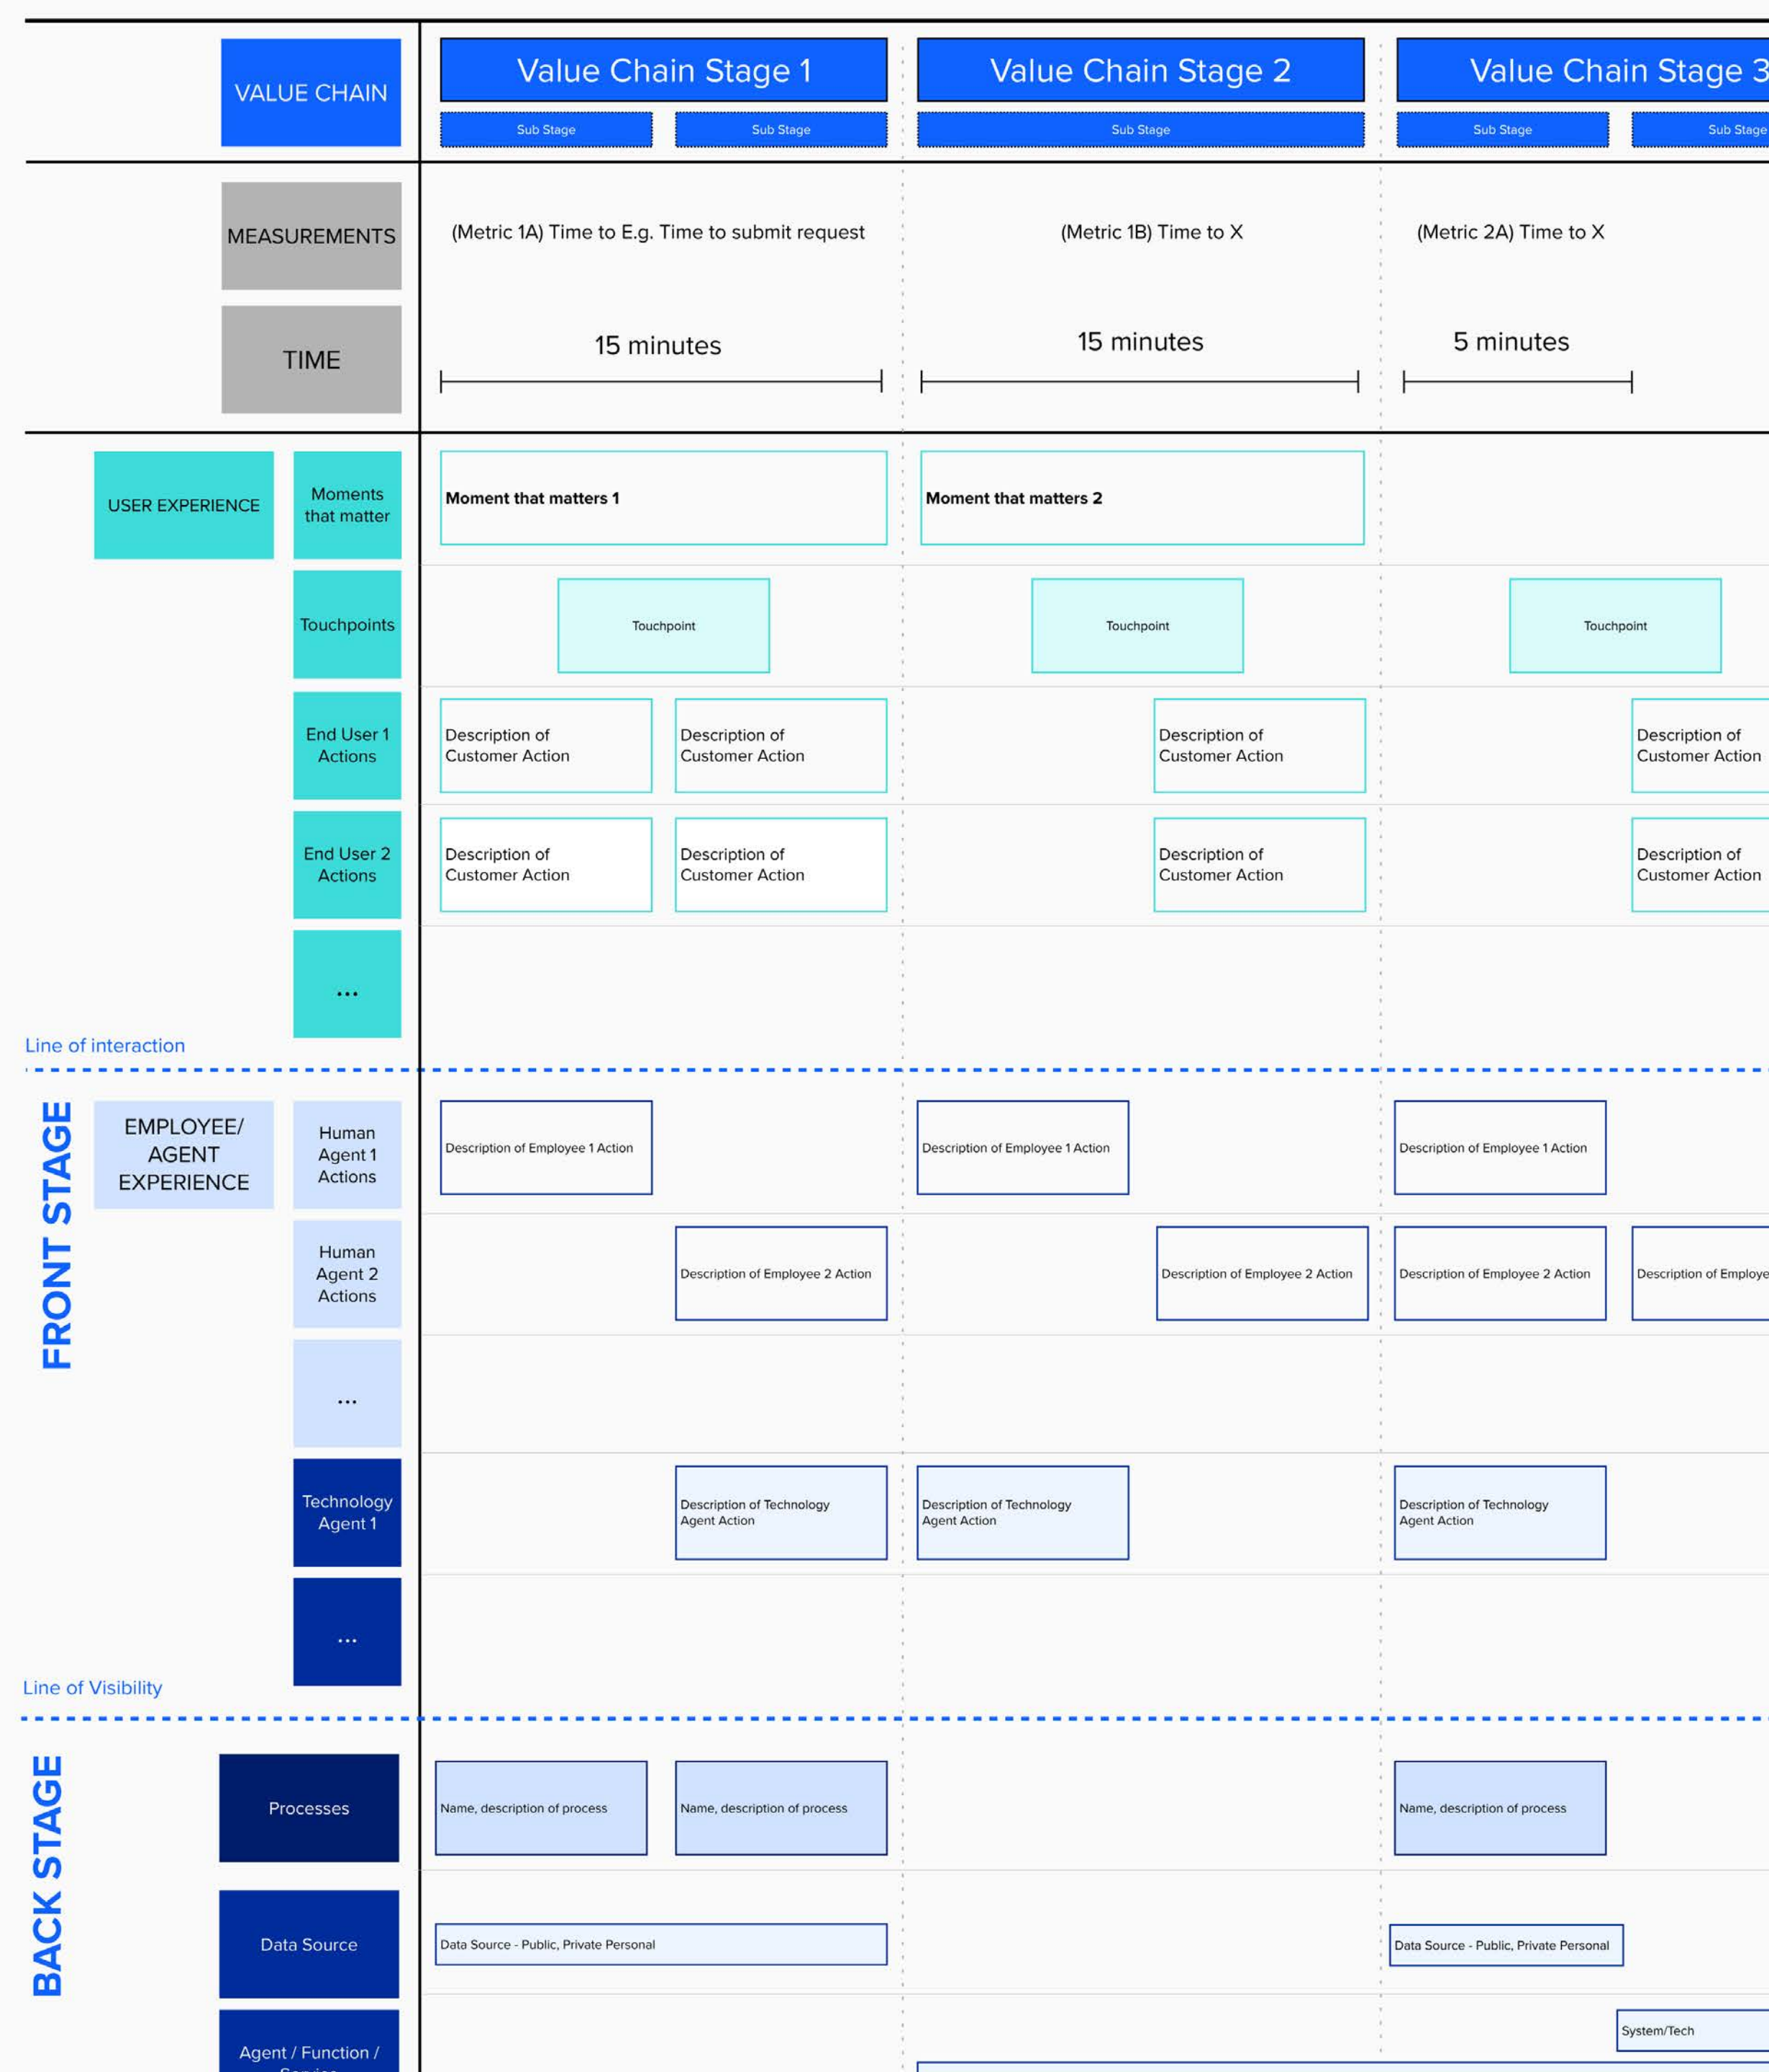 VALUE CHAIN
Value Chain Stage 1
Value Chain Stage 2
Value Chain Stage 3
Sub Stage
Sub Stage
Sub Stage
Sub Stage
Sub Stage
MEASUREMENTS
(Metric 1A) Time to E.g. Time to submit request
(Metric 1B) Time to X
(Metric 2A) Time to X
TIME
15 minutes
15 minutes
5 minutes
USER EXPERIENCE
Moments
that matter
Moment that matters 1
Moment that matters 2
Touchpoints
Touchpoint
Touchpoint
Touchpoint
End User 1
Actions
Description of
Customer Action
Description of
Customer Action
Description of
Customer Action
Description of
Customer Action
End User 2
Actions
Description of
Customer Action
Description of
Customer Action
Description of
Customer Action
Description of
Customer Action
...
Line of interaction
FRONT STAGE
EMPLOYEE/
AGENT
EXPERIENCE
Human
Agent 1
Actions
Description of Employee 1 Action
Description of Employee 1 Action
Description of Employee 1 Action
Human
Agent 2
Actions
Description of Employee 2 Action
Description of Employee 2 Action
Description of Employee 2 Action
Description of Employe
...
Technology
Agent 1
Description of Technology
Agent Action
Description of Technology
Agent Action
Description of Technology
Agent Action
...
Line of Visibility
BACK STAGE
Processes
Name, description of process
Name, description of process
Name, description of process
Data Source
Data Source - Public, Private Personal
Data Source - Public, Private Personal
Agent / Function /
System/Tech